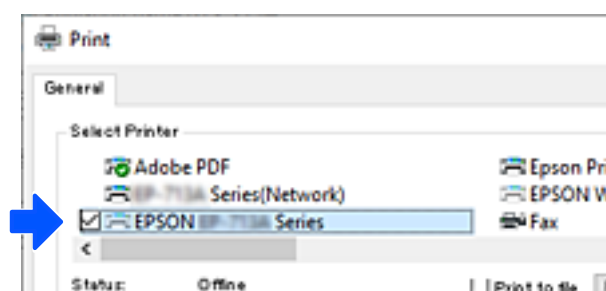 Print
General
Select Printer
Adobe PDF
Epson Pri
Series(Network)
EPSON W
EPSON Series
Fax
Status: Offline
Print to file